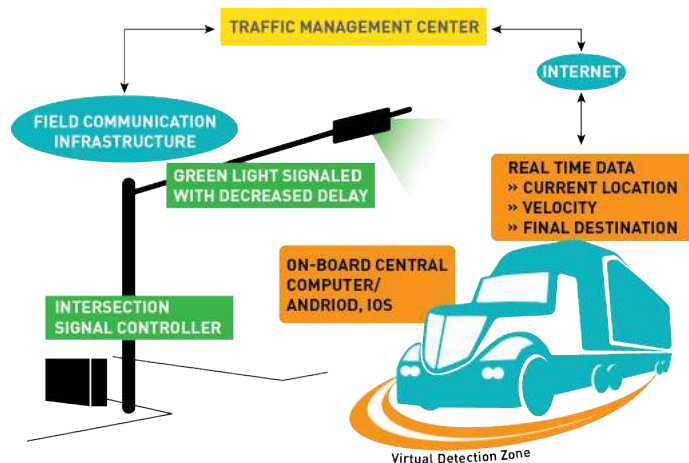 TRAFFIC MANAGEMENT CENTER
INTERNET
FIELD COMMUNICATION
INFRASTRUCTURE
GREEN LIGHT SIGNALED
WITH DECREASED DELAY
REAL TIME DATA
» CURRENT LOCATION
» VELOCITY
» FINAL DESTINATION
ON-BOARD CENTRAL
COMPUTER/
ANDRIOD, IOS
INTERSECTION
SIGNAL CONTROLLER
Virtual Detection Zone